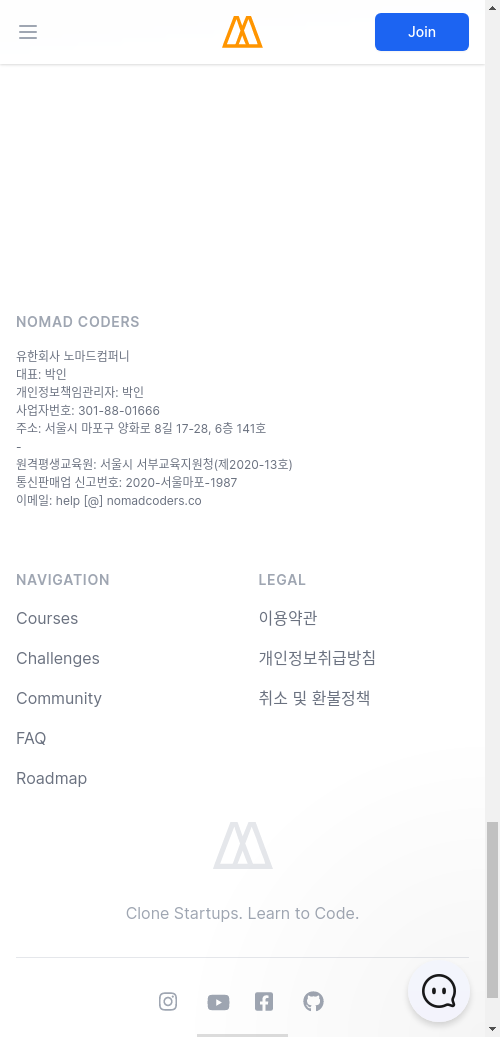 Join
NOMAD CODERS
유한회사 노마드컴퍼니
대표: 박인
개인정보책임관리자: 박인
사업자번호: 301-88-01666
주소: 서울시 마포구 양화로 8길 17-28, 6층 141호
-
원격평생교육원: 서울시 서부교육지원청(제2020-13호)
통신판매업 신고번호: 2020-서울마포-1987
이메일: help [@] nomadcoders.co
NAVIGATION
Courses
Challenges
Community
FAQ
Roadmap
LEGAL
이용약관
개인정보취급방침
취소 및 환불정책
Clone Startups. Learn to Code.